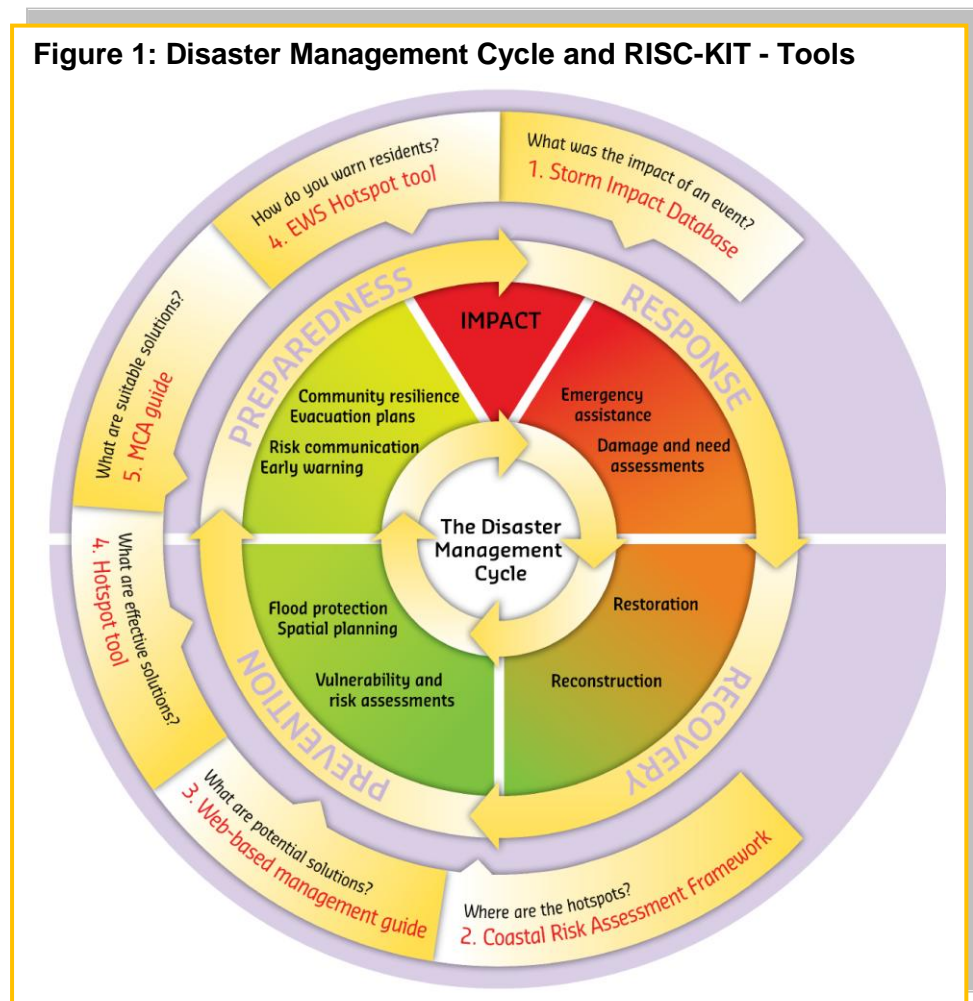 Figure 1: Disaster Management Cycle and RISC-KIT - Tools
What was the impact of an event?
1. Storm Impact Database
How do you warn residents?
4. EWS Hotspot tool
What are suitable solutions?
5. MCA guide
What are effective solutions?
4. Hotspot tool
What are potential solutions?
3. Web-based management guide
Where are the hotspots?
2. Coastal Risk Assessment Framework
PREPAREDNESS
RESPONSE
RECOVERY
PREVENTION
IMPACT
Community resilience
Evacuation plans
Risk communication
Early warning
Emergency
assistance
Damage and need
assessments
The Disaster
Management
Cycle
Flood protection
Spatial planning
Vulnerability and
risk assessments
Restoration
Reconstruction